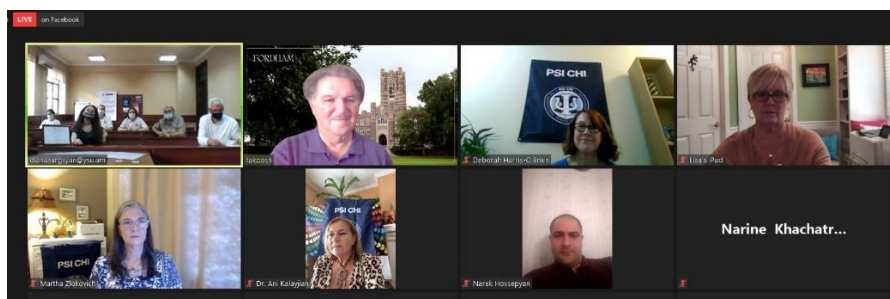 LIVE on Facebook
FORDHAM
PSI CHI
Deborah Harris-O'Brien
Lisa's iPad
PSI CHI
Martha Zlokovich
PSI CHI
Dr. Ani Kalayjian
Narek Hovsepyan
Narine Khachatr...